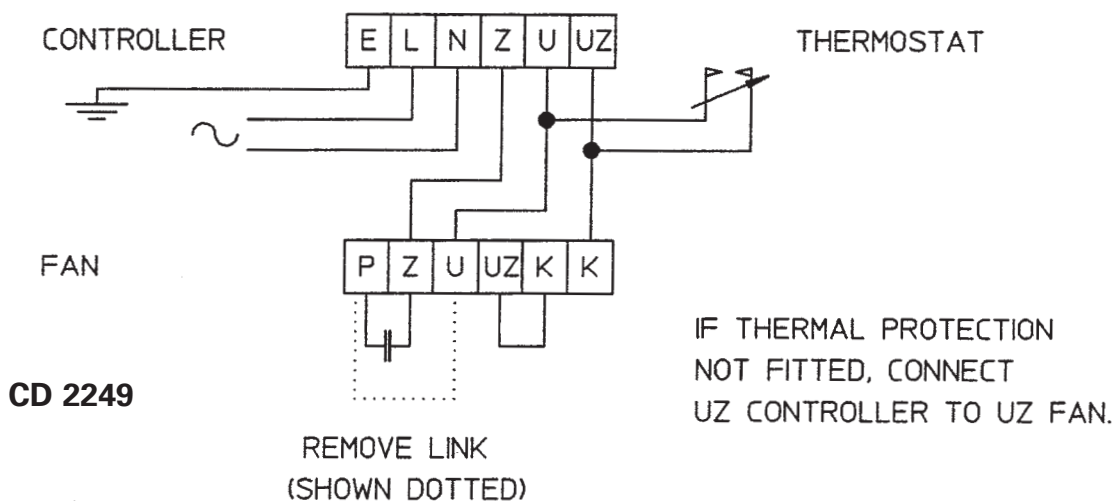 CONTROLLER
E L N Z U UZ
THERMOSTAT
FAN
P Z U UZ K K
IF THERMAL PROTECTION
NOT FITTED, CONNECT
UZ CONTROLLER TO UZ FAN.
CD 2249
REMOVE LINK
(SHOWN DOTTED)